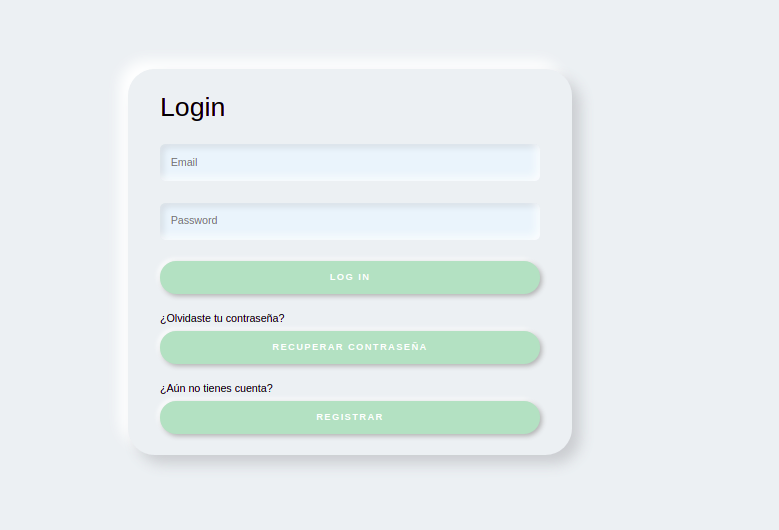 Login
Email
Password
LOG IN
¿Olvidaste tu contraseña?
RECUPERAR CONTRASEÑA
¿Aún no tienes cuenta?
REGISTRAR